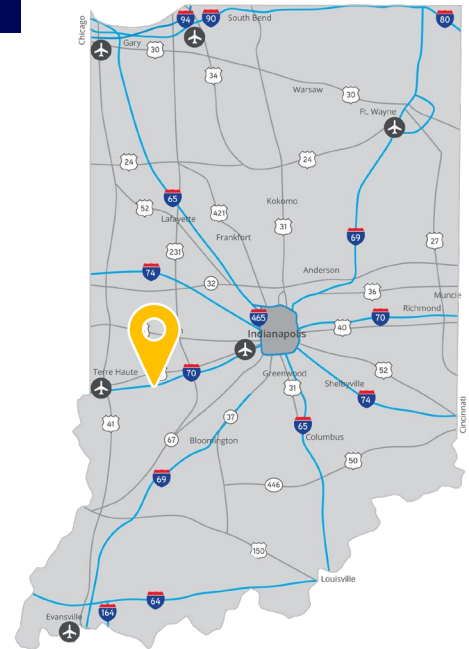 94
90
South Bend
80
Chicago
Gary
30
34
Warsaw
30
Ft. Wayne
24
24
65
52
Lafayette
421
Kokomo
31
Frankfort
69
27
231
74
32
Anderson
36
Muncie
465
70
Richmond
40
Indianapolis
Terre Haute
70
Greenwood
52
31
Shelbyville
74
41
37
65
Cincinnati
67
Bloomington
Columbus
50
69
446
150
Louisville
64
164
Evansville